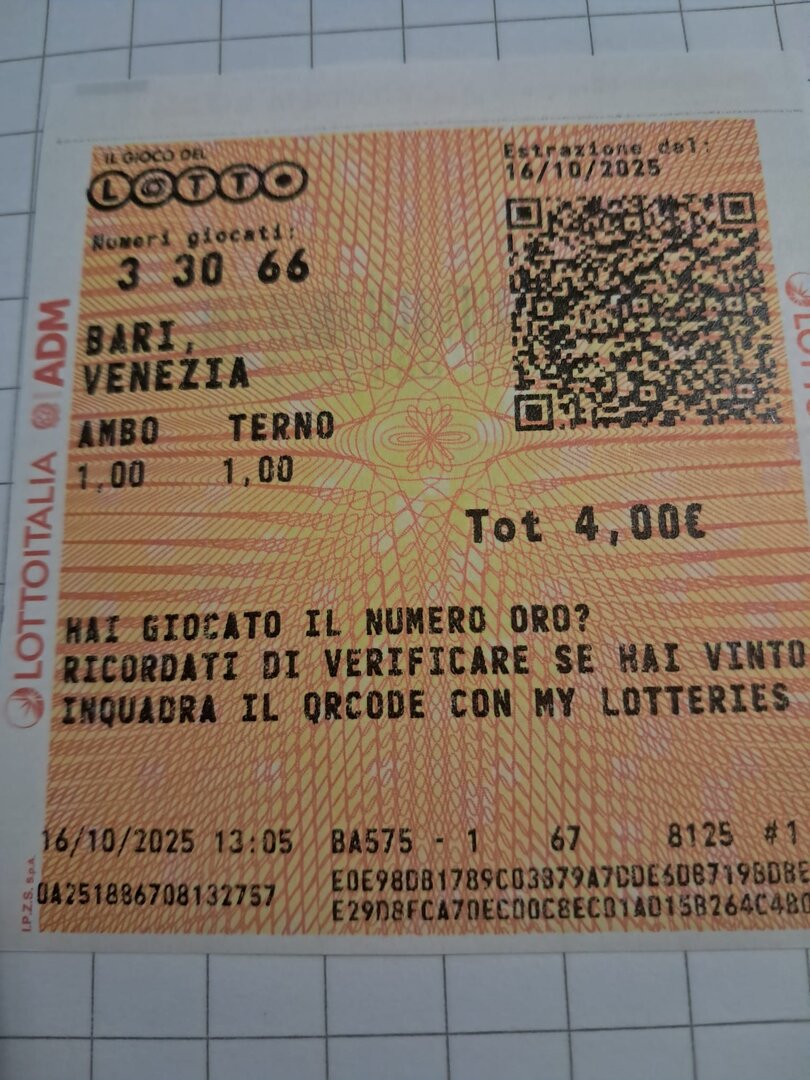 IL GIOCO DEL
LOTTO
Estrazione del:
16/10/2025
Numeri giocati:
3 30 66
BARI,
VENEZIA
AMBO TERNO
1,00 1,00
Tot 4,00€
HAI GIOCATO IL NUMERO ORO?
RICORDATI DI VERIFICARE SE HAI VINTO
INQUADRA IL QRCODE CON MY LOTTERIES
16/10/2025 13:05 BA575 - 1 67 8125 #1
0A251886708132757
E0E98D81789C03879A7DDE6D87198D8E
E29D8FCA70EC00C8EC01AD15B264C480
LOTTOITALIA ADM
I.P.Z.S. S.p.A.